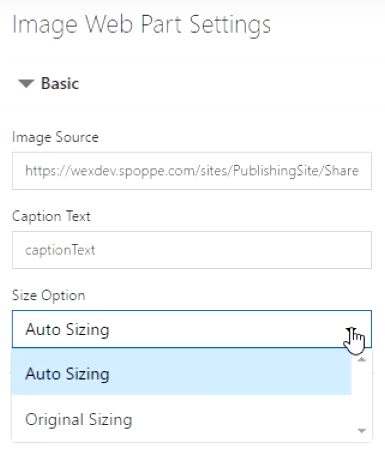 Image Web Part Settings
Basic
Image Source
https://wexdev.spoppe.com/sites/PublishingSite/Share
Caption Text
captionText
Size Option
Auto Sizing
Auto Sizing
Original Sizing